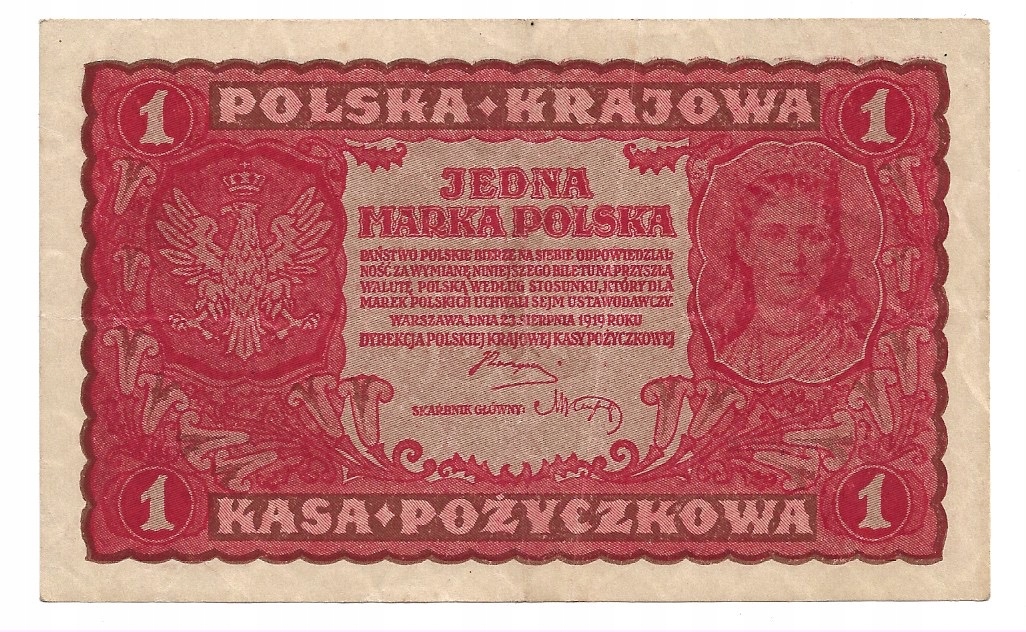 1 POLSKA • KRAJOWA 1
JEDNA
MARKA POLSKA
PAŃSTWO POLSKIE BIERZE NA SIEBIE ODPOWIEDZIAL
NOŚĆ ZA WYMIANĘ NINIEJSZEGO BILETU NA PRZYSZŁĄ
WALUTĘ POLSKĄ WEDŁUG STOSUNKU, KTÓRY DLA
MAREK POLSKICH UCHWALI SEJM USTAWODAWCZY.
WARSZAWA, DNIA 23. SIERPNIA 1919 ROKU
DYREKCJA POLSKIEJ KRAJOWEJ KASY POŻYCZKOWEJ
SKARBNIK GŁÓWNY:
1 KASA • POŻYCZKOWA 1